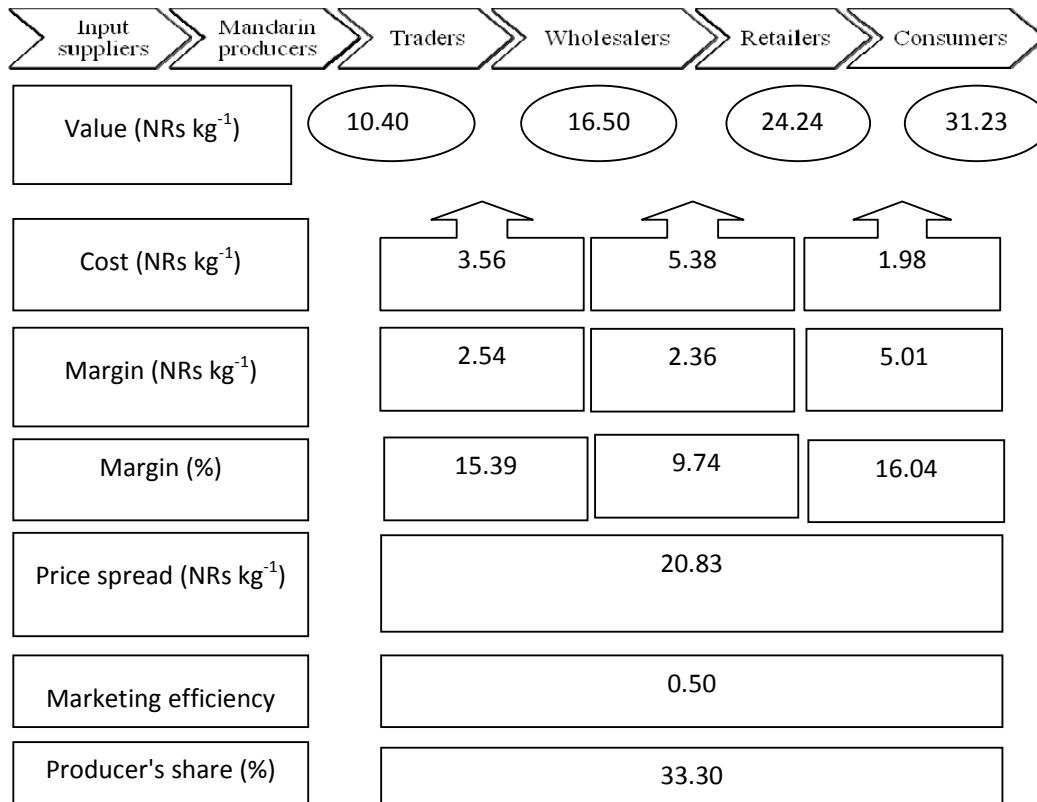 Input suppliers
Mandarin producers
Traders
Wholesalers
Retailers
Consumers
Value (NRs kg⁻¹)
10.40
16.50
24.24
31.23
Cost (NRs kg⁻¹)
3.56
5.38
1.98
Margin (NRs kg⁻¹)
2.54
2.36
5.01
Margin (%)
15.39
9.74
16.04
Price spread (NRs kg⁻¹)
20.83
Marketing efficiency
0.50
Producer's share (%)
33.30